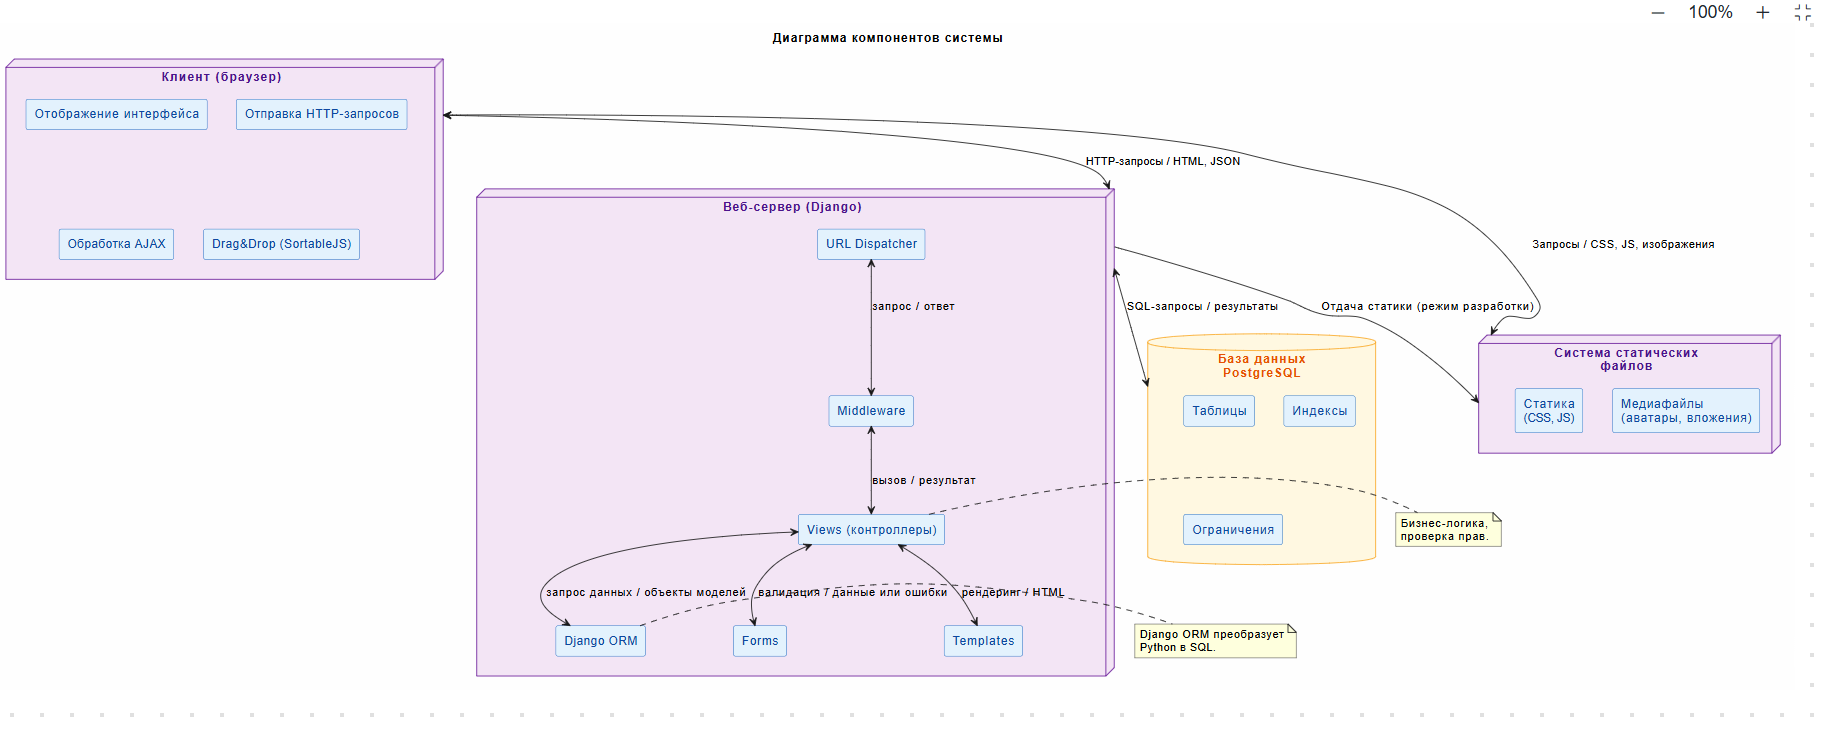 100%
Диаграмма компонентов системы
Клиент (браузер)
Отображение интерфейса
Отправка HTTP-запросов
Обработка AJAX
Drag&Drop (SortableJS)
HTTP-запросы / HTML, JSON
Запросы / CSS, JS, изображения
Веб-сервер (Django)
URL Dispatcher
запрос / ответ
Middleware
вызов / результат
Views (контроллеры)
запрос данных / объекты моделей
валидация / данные или ошибки
рендеринг / HTML
Django ORM
Forms
Templates
SQL-запросы / результаты
Отдача статики (режим разработки)
База данных
PostgreSQL
Таблицы
Индексы
Ограничения
Система статических
файлов
Статика
(CSS, JS)
Медиафайлы
(аватары, вложения)
Бизнес-логика,
проверка прав.
Django ORM преобразует
Python в SQL.